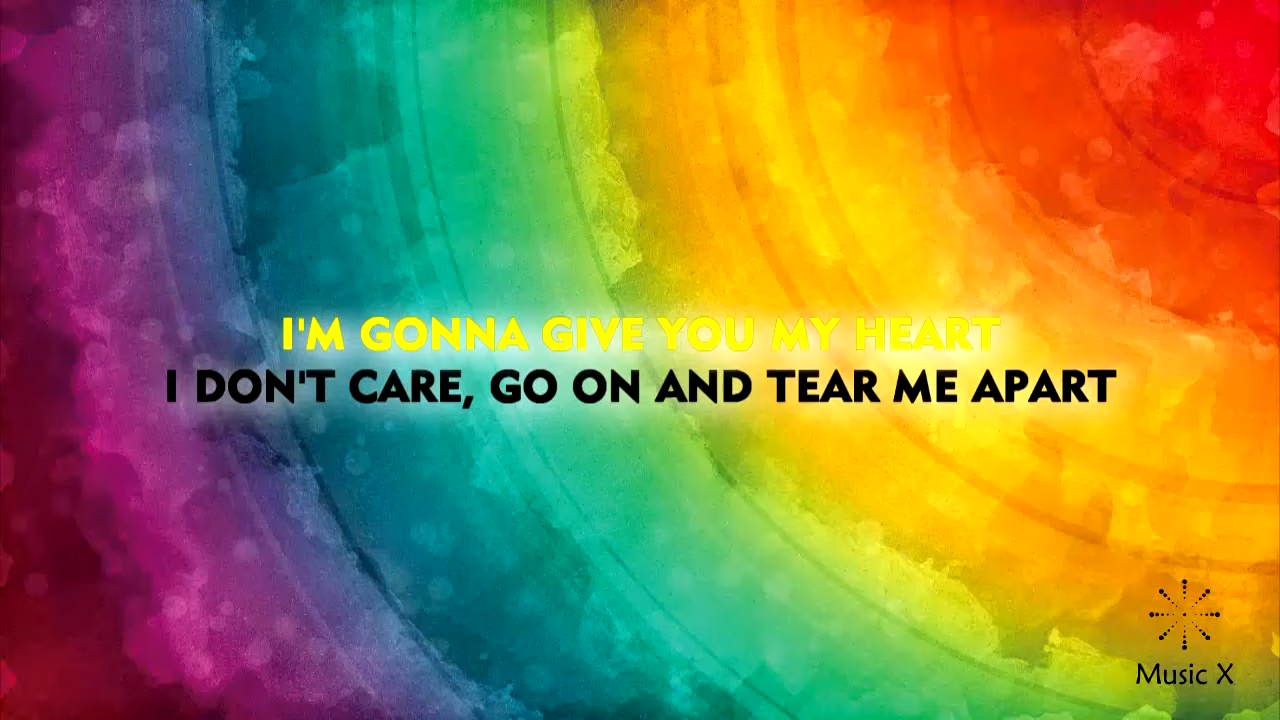 I'M GONNA GIVE YOU MY HEART
I DON'T CARE, GO ON AND TEAR ME APART
Music X